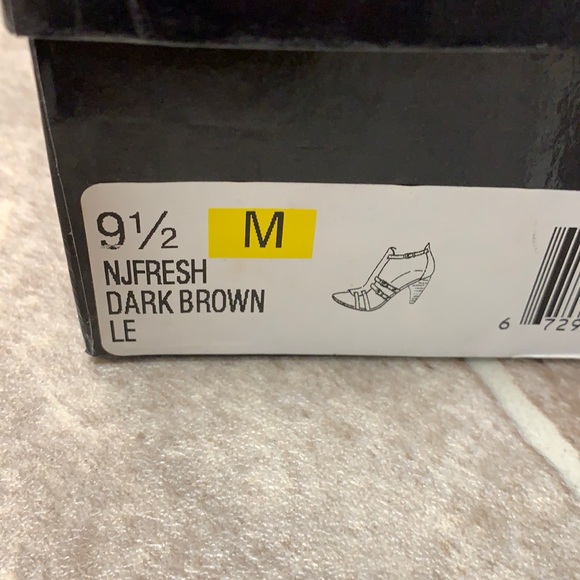 9½ M
NJFRESH
DARK BROWN
LE
6 729